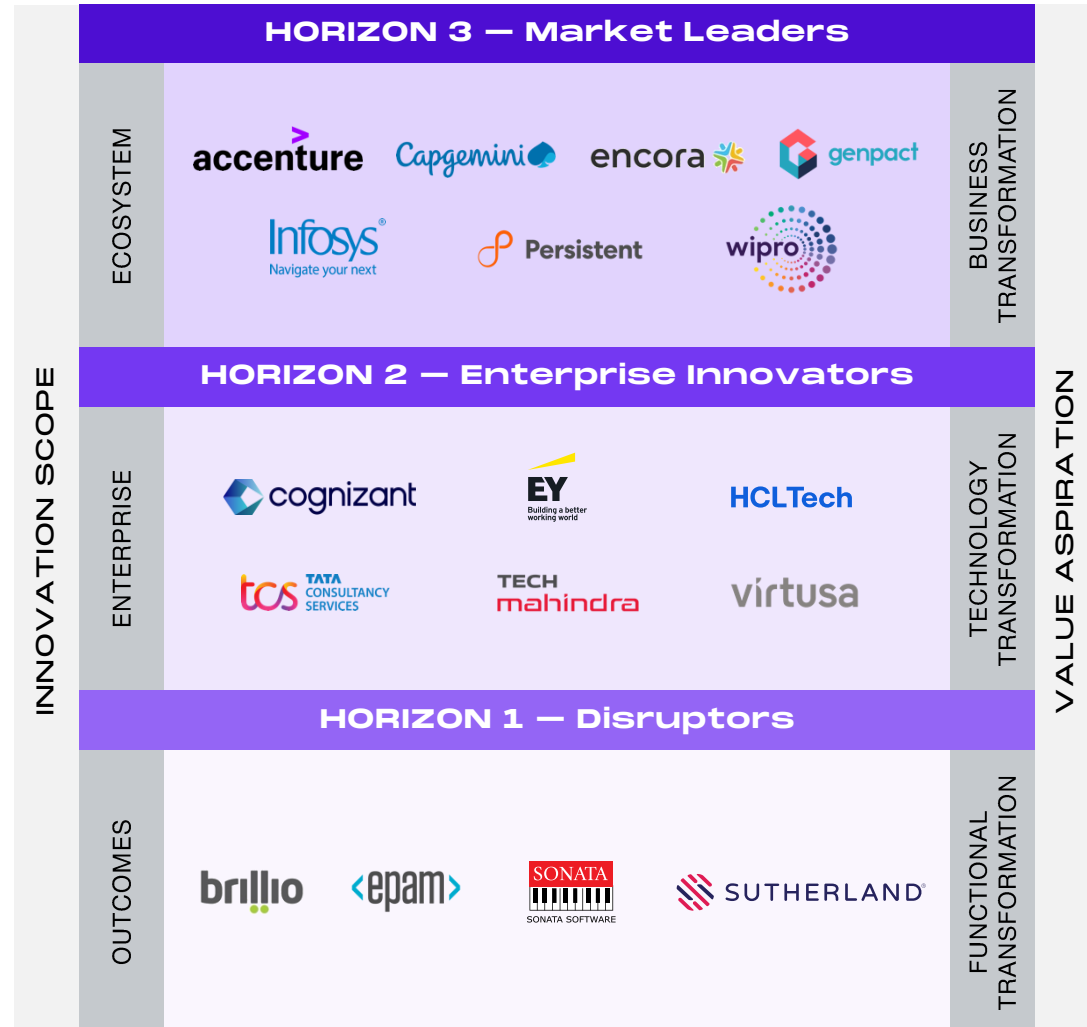 HORIZON 3 — Market Leaders
ECOSYSTEM
accenture
Capgemini
encora
genpact
Infosys®
Navigate your next
Persistent
wipro
BUSINESS
TRANSFORMATION
HORIZON 2 — Enterprise Innovators
INNOVATION SCOPE
VALUE ASPIRATION
ENTERPRISE
cognizant
EY
Building a better
working world
HCLTech
tcs
TATA
CONSULTANCY
SERVICES
TECH
mahindra
virtusa
TECHNOLOGY
TRANSFORMATION
HORIZON 1 — Disruptors
OUTCOMES
brillio
<epam>
SONATA
SONATA SOFTWARE
SUTHERLAND®
FUNCTIONAL
TRANSFORMATION